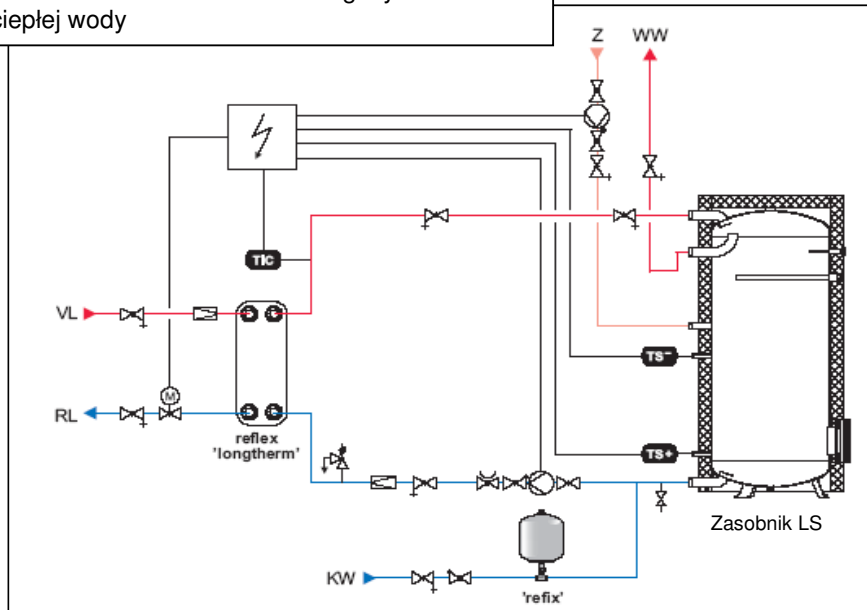 ciepłej wody
Z
WW
TIC
VL
TS-
RL
M
reflex
'longtherm'
TS+
Zasobnik LS
KW
'refix'